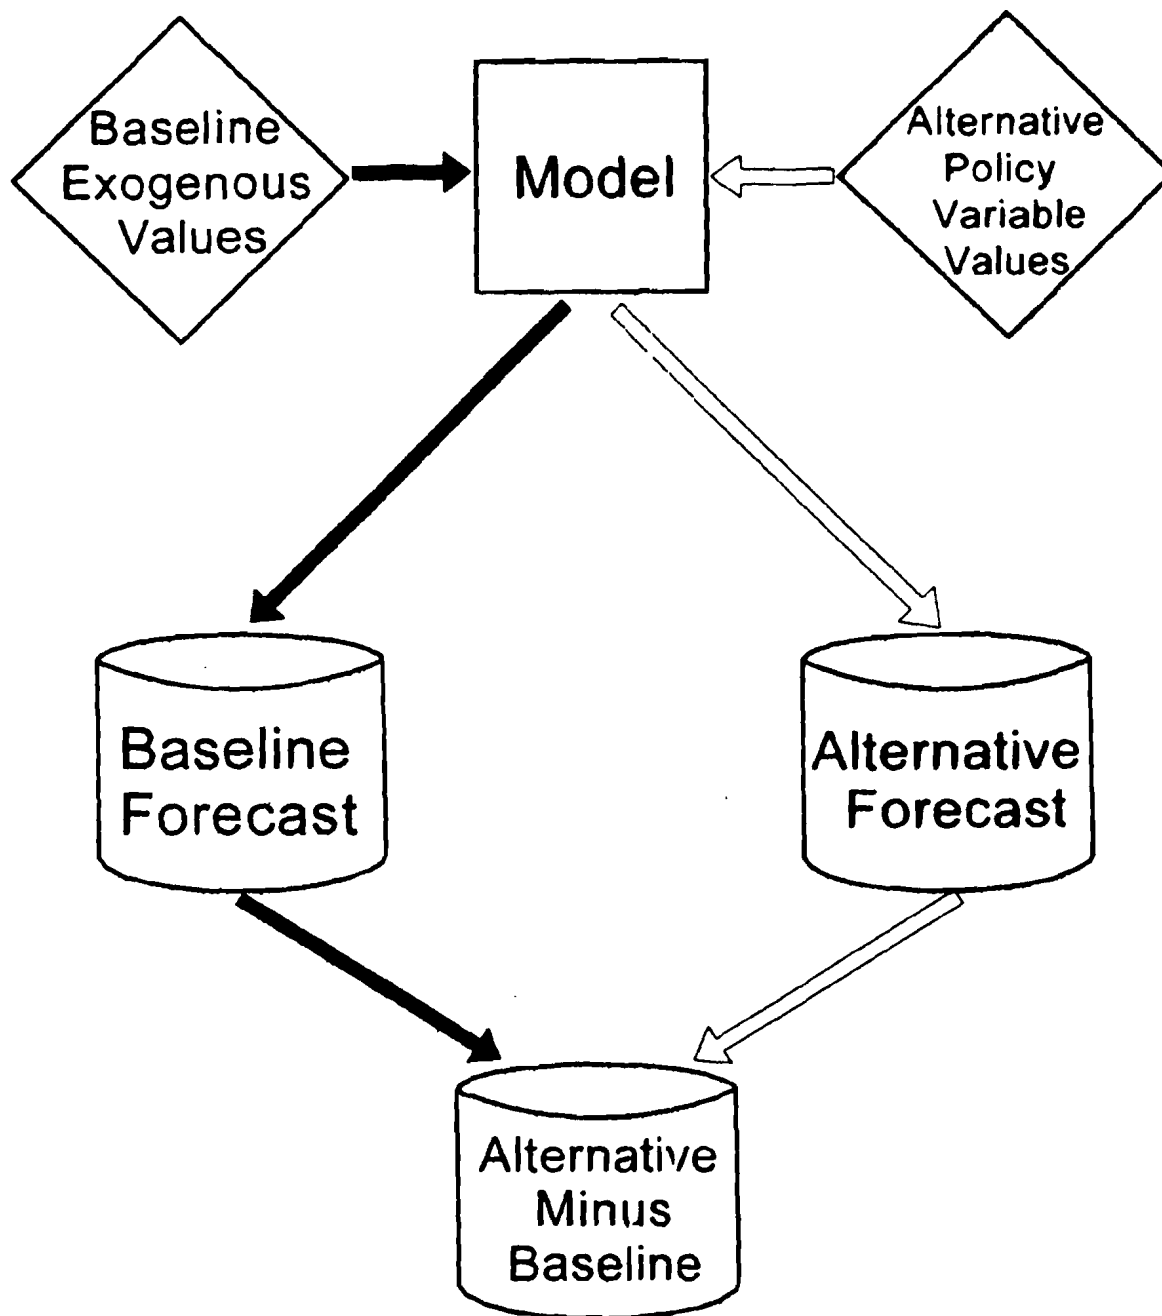 Baseline
Exogenous
Values
Model
Alternative
Policy
Variable
Values
Baseline
Forecast
Alternative
Forecast
Alternative
Minus
Baseline